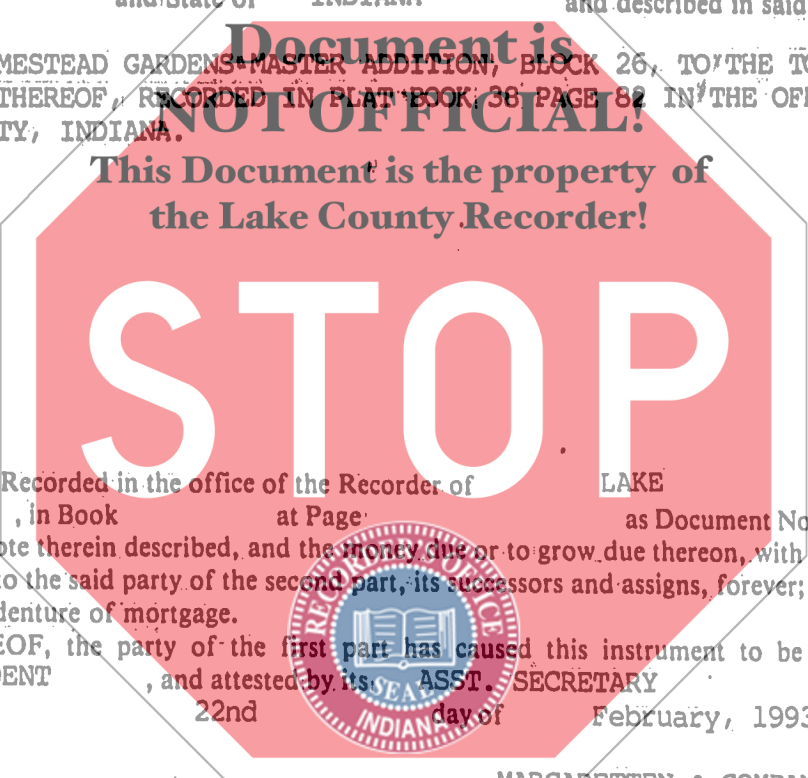 and State of INDIANA and described in said
MESTEAD GARDENS MASTER ADDITION, BLOCK 26, TO THE
THEREOF, RECORDED IN PLAT BOOK 36 PAGE 82 IN THE
TY, INDIANA.
Document is
NOT OFFICIAL!
This Document is the property of
the Lake County Recorder!
STOP
Recorded in the office of the Recorder of LAKE
, in Book at Page as Document No
ote therein described, and the money due or to grow due thereon, with
to the said party of the second part, its successors and assigns, forever;
denture of mortgage.
EOF, the party of the first part has caused this instrument to be
DENT , and attested by its ASST. SECRETARY
22nd day of February, 1993
RECORDER'S OFFICE
SEAL
INDIANA